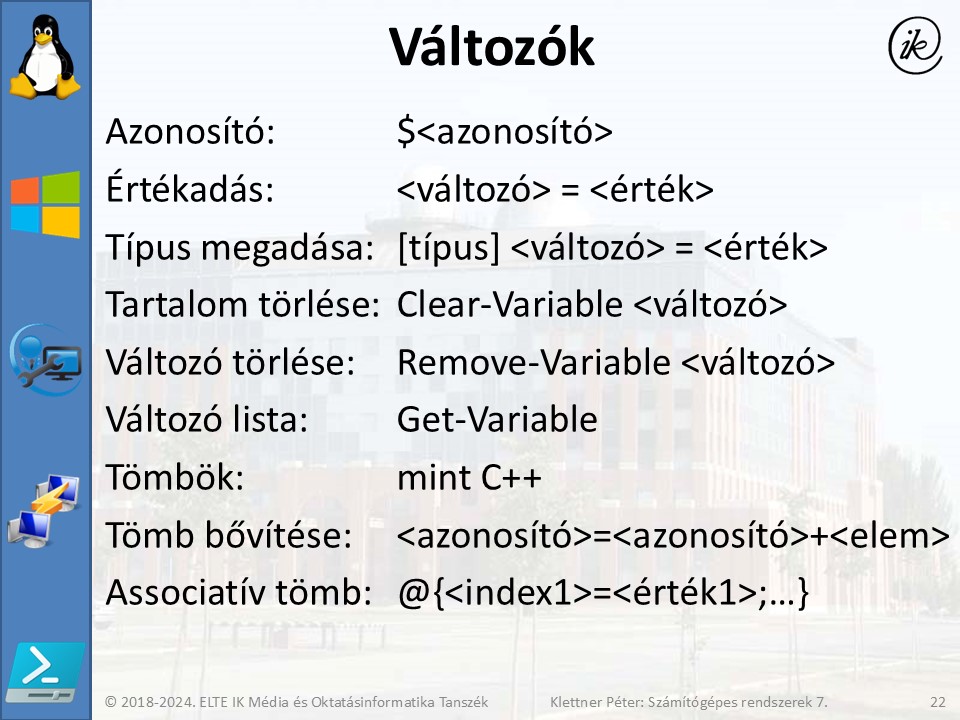 Változók
ik
Azonosító: $<azonosító>
Értékadás: <változó> = <érték>
Típus megadása: [típus] <változó> = <érték>
Tartalom törlése: Clear-Variable <változó>
Változó törlése: Remove-Variable <változó>
Változó lista: Get-Variable
Tömbök: mint C++
Tömb bővítése: <azonosító>=<azonosító>+<elem>
Associatív tömb: @{<index1>=<érték1>;…}
© 2018-2024. ELTE IK Média és Oktatásinformatika Tanszék Klettner Péter: Számítógépes rendszerek 7. 22